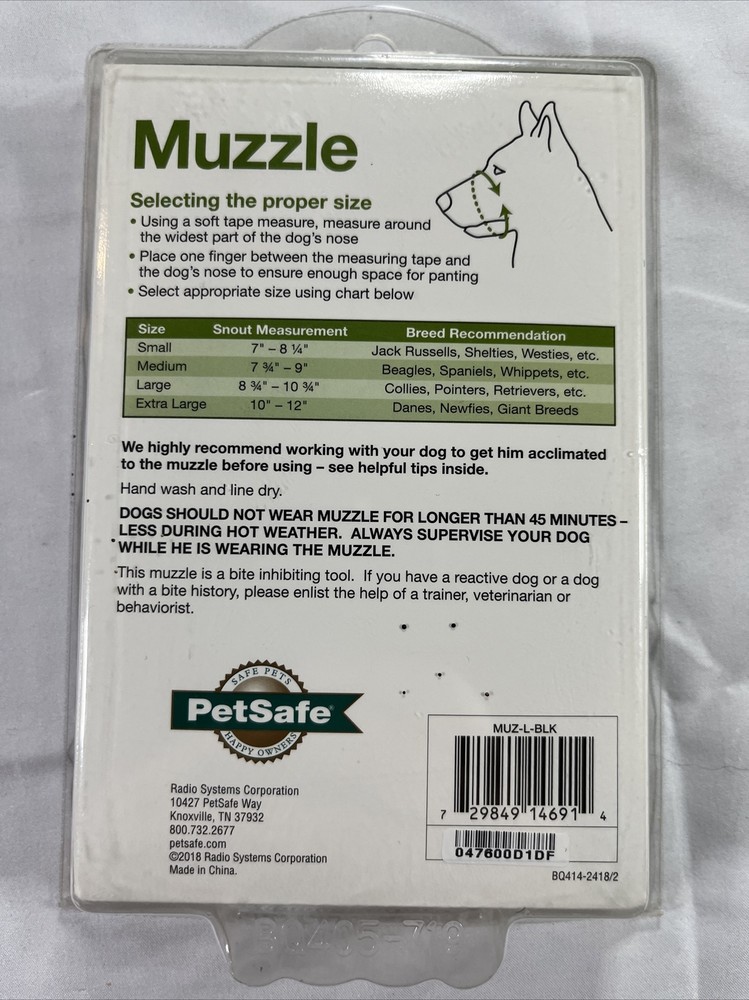 Muzzle
Selecting the proper size
• Using a soft tape measure, measure around
the widest part of the dog's nose
• Place one finger between the measuring tape and
the dog's nose to ensure enough space for panting
• Select appropriate size using chart below
Size Snout Measurement Breed Recommendation
Small 7" – 8 ¼" Jack Russells, Shelties, Westies, etc.
Medium 7 ¾" – 9" Beagles, Spaniels, Whippets, etc.
Large 8 ¾" – 10 ¾" Collies, Pointers, Retrievers, etc.
Extra Large 10" – 12" Danes, Newfies, Giant Breeds
We highly recommend working with your dog to get him acclimated
to the muzzle before using – see helpful tips inside.
Hand wash and line dry.
DOGS SHOULD NOT WEAR MUZZLE FOR LONGER THAN 45 MINUTES –
LESS DURING HOT WEATHER. ALWAYS SUPERVISE YOUR DOG
WHILE HE IS WEARING THE MUZZLE.
This muzzle is a bite inhibiting tool. If you have a reactive dog or a dog
with a bite history, please enlist the help of a trainer, veterinarian or
behaviorist.
SAFE PETS
PetSafe®
HAPPY OWNERS
Radio Systems Corporation
10427 PetSafe Way
Knoxville, TN 37932
800.732.2677
petsafe.com
©2018 Radio Systems Corporation
Made in China.
MUZ-L-BLK
7 29849 14691 4
047600D1DF
BQ414-2418/2